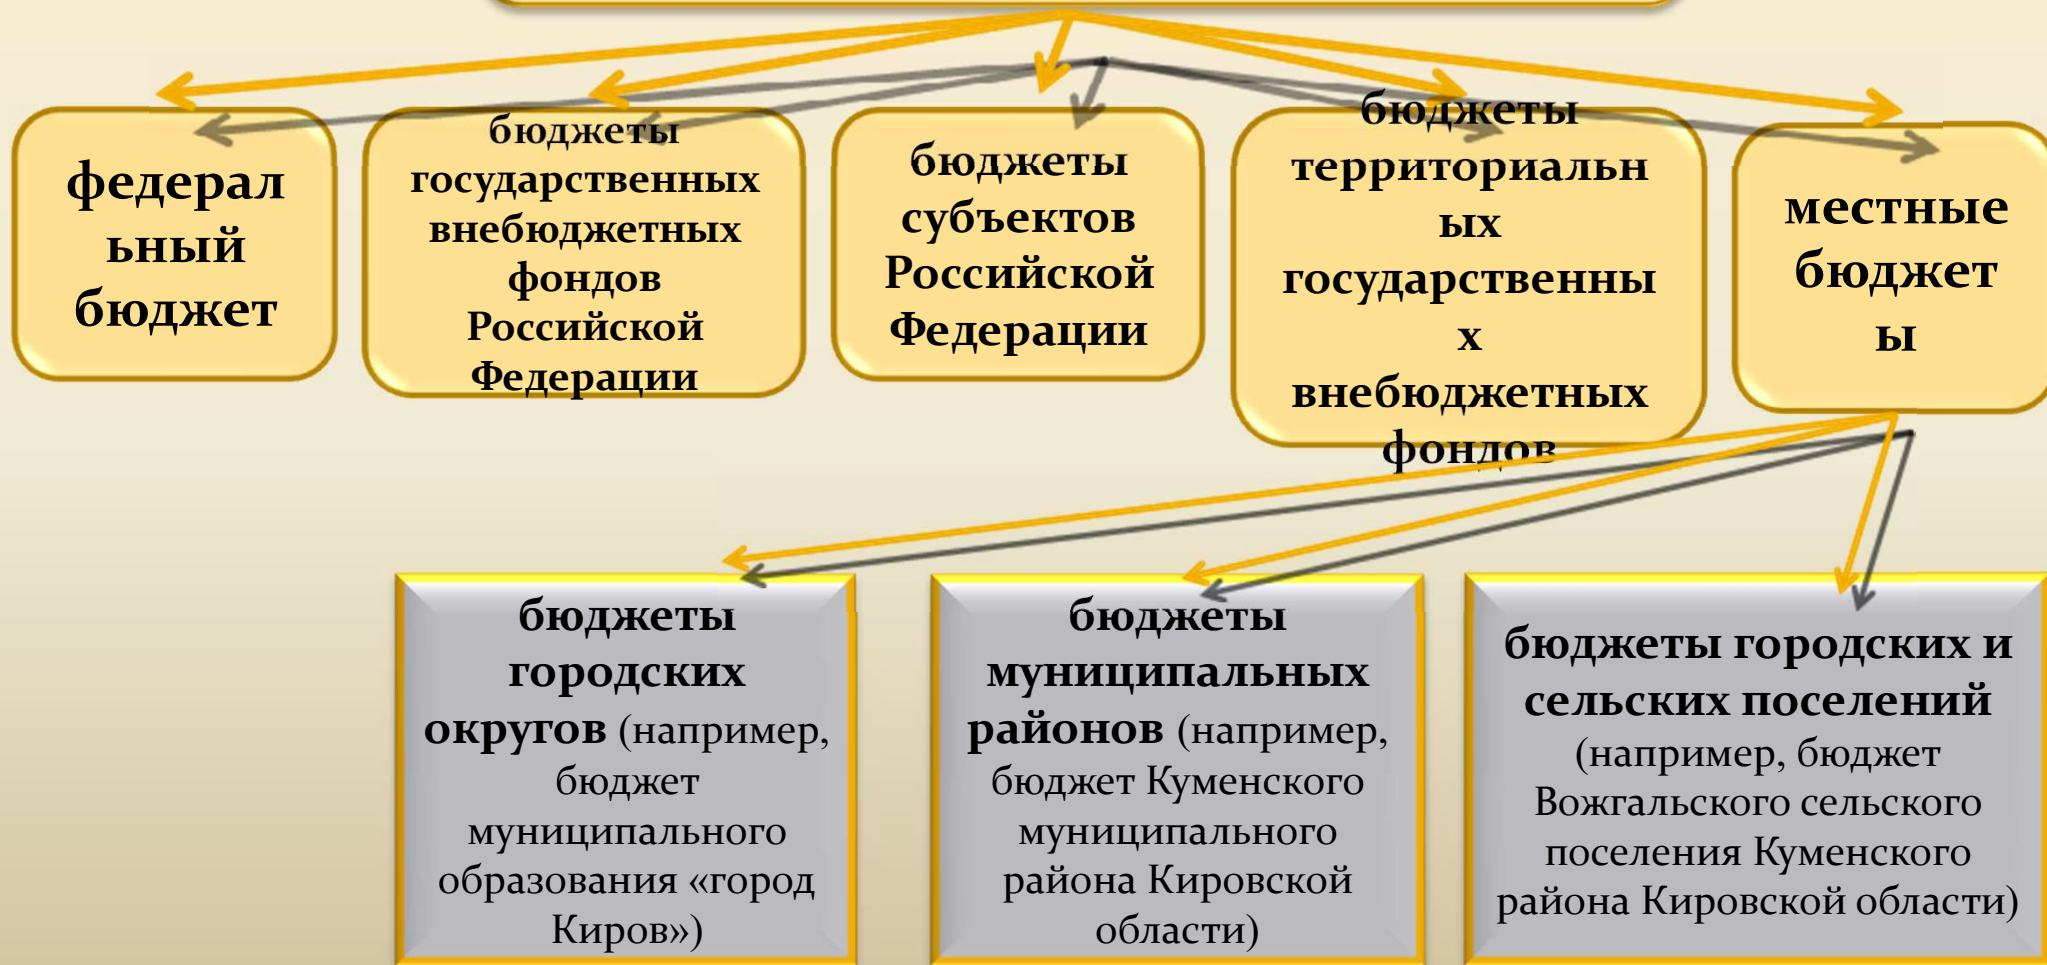 федерал
ьный
бюджет
бюджеты
государственных
внебюджетных
фондов
Российской
Федерации
бюджеты
субъектов
Российской
Федерации
бюджеты
территориальн
ых
государственны
х
внебюджетных
фондов
местные
бюджет
ы
бюджеты
городских
округов (например,
бюджет
муниципального
образования «город
Киров»)
бюджеты
муниципальных
районов (например,
бюджет Куменского
муниципального
района Кировской
области)
бюджеты городских и
сельских поселений
(например, бюджет
Вожгальского сельского
поселения Куменского
района Кировской области)